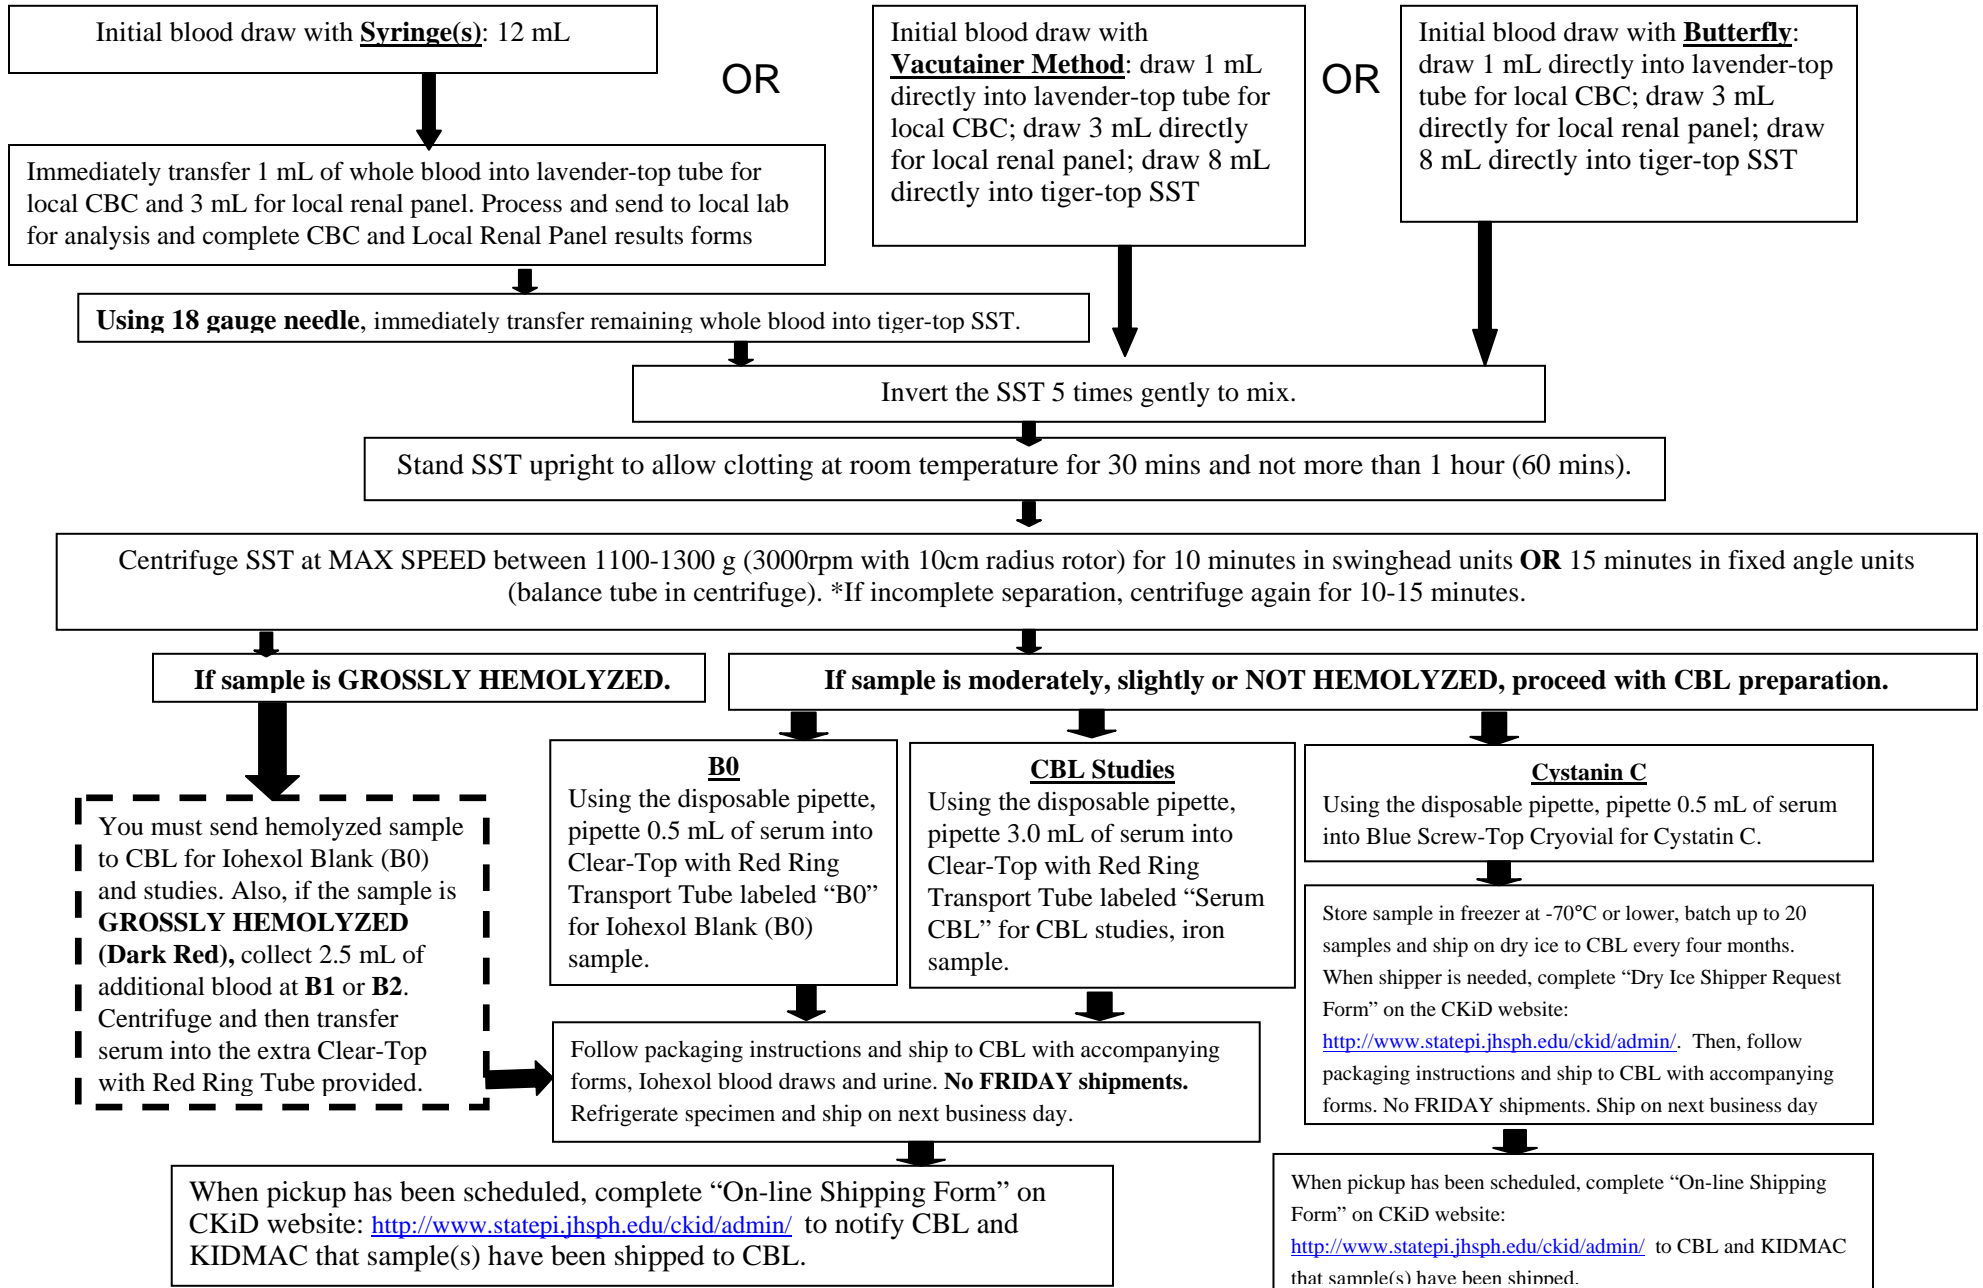 Initial blood draw with Syringe(s): 12 mL
OR
Initial blood draw with
Vacutainer Method: draw 1 mL
directly into lavender-top tube for
local CBC; draw 3 mL directly
for local renal panel; draw 8 mL
directly into tiger-top SST
OR
Initial blood draw with Butterfly:
draw 1 mL directly into lavender-top
tube for local CBC; draw 3 mL
directly for local renal panel; draw
8 mL directly into tiger-top SST
Immediately transfer 1 mL of whole blood into lavender-top tube for
local CBC and 3 mL for local renal panel. Process and send to local lab
for analysis and complete CBC and Local Renal Panel results forms
Using 18 gauge needle, immediately transfer remaining whole blood into tiger-top SST.
Invert the SST 5 times gently to mix.
Stand SST upright to allow clotting at room temperature for 30 mins and not more than 1 hour (60 mins).
Centrifuge SST at MAX SPEED between 1100-1300 g (3000rpm with 10cm radius rotor) for 10 minutes in swinghead units OR 15 minutes in fixed angle units
(balance tube in centrifuge). *If incomplete separation, centrifuge again for 10-15 minutes.
If sample is GROSSLY HEMOLYZED.
If sample is moderately, slightly or NOT HEMOLYZED, proceed with CBL preparation.
You must send hemolyzed sample
to CBL for Iohexol Blank (B0)
and studies. Also, if the sample is
GROSSLY HEMOLYZED
(Dark Red), collect 2.5 mL of
additional blood at B1 or B2.
Centrifuge and then transfer
serum into the extra Clear-Top
with Red Ring Tube provided.
B0
Using the disposable pipette,
pipette 0.5 mL of serum into
Clear-Top with Red Ring
Transport Tube labeled “B0”
for Iohexol Blank (B0)
sample.
CBL Studies
Using the disposable pipette,
pipette 3.0 mL of serum into
Clear-Top with Red Ring
Transport Tube labeled “Serum
CBL” for CBL studies, iron
sample.
Cystanin C
Using the disposable pipette, pipette 0.5 mL of serum
into Blue Screw-Top Cryovial for Cystatin C.
Store sample in freezer at -70°C or lower, batch up to 20
samples and ship on dry ice to CBL every four months.
When shipper is needed, complete “Dry Ice Shipper Request
Form” on the CKiD website:
http://www.statepi.jhsph.edu/ckid/admin/. Then, follow
packaging instructions and ship to CBL with accompanying
forms. No FRIDAY shipments. Ship on next business day
Follow packaging instructions and ship to CBL with accompanying
forms, Iohexol blood draws and urine. No FRIDAY shipments.
Refrigerate specimen and ship on next business day.
When pickup has been scheduled, complete “On-line Shipping Form” on
CKiD website: http://www.statepi.jhsph.edu/ckid/admin/ to notify CBL and
KIDMAC that sample(s) have been shipped to CBL.
When pickup has been scheduled, complete “On-line Shipping
Form” on CKiD website:
http://www.statepi.jhsph.edu/ckid/admin/ to CBL and KIDMAC
that sample(s) have been shipped.